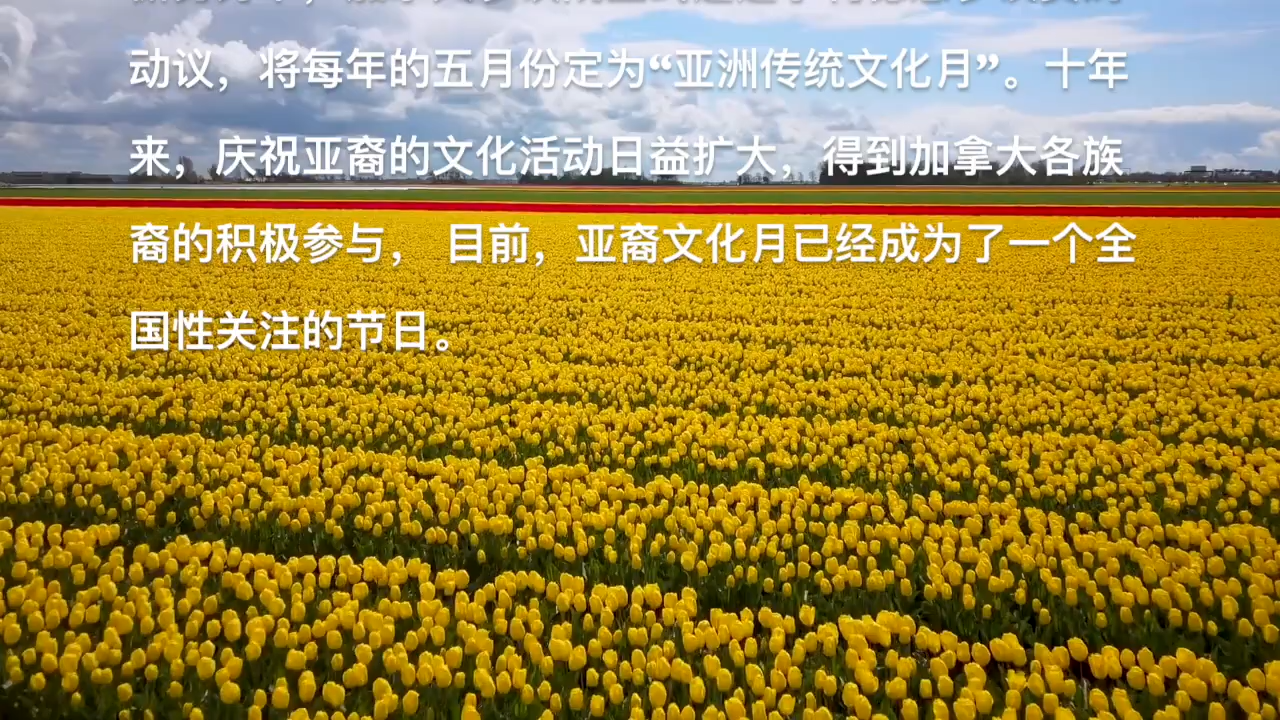 动议，将每年的五月份定为“亚洲传统文化月”。十年
来，庆祝亚裔的文化活动日益扩大，得到加拿大各族
裔的积极参与， 目前，亚裔文化月已经成为了一个全
国性关注的节日。